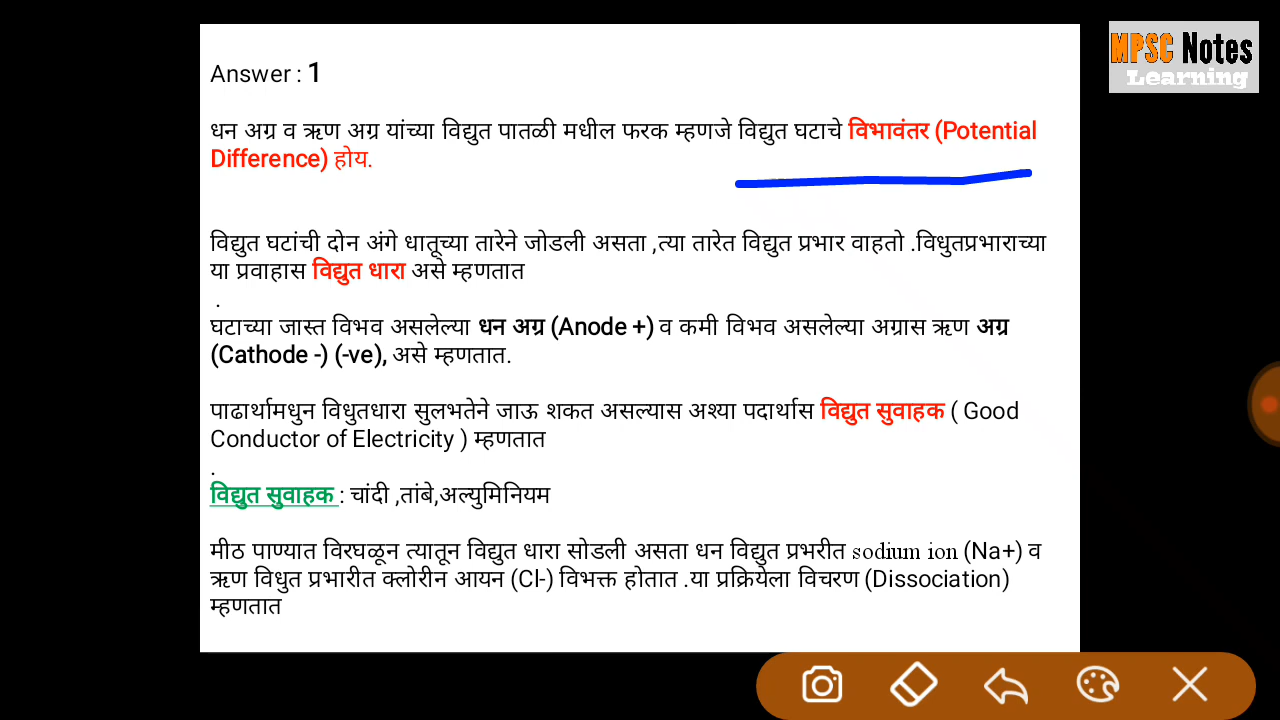 MPSC Notes
Learning
Answer : 1
धन अग्र व ऋण अग्र यांच्या विद्युत पातळी मधील फरक म्हणजे विद्युत घटाचे विभावंतर (Potential
Difference) होय.
विद्युत घटांची दोन अंगे धातूच्या तारेने जोडली असता ,त्या तारेत विद्युत प्रभार वाहतो .विधुतप्रभाराच्या
या प्रवाहास विद्युत धारा असे म्हणतात
.
घटाच्या जास्त विभव असलेल्या धन अग्र (Anode +) व कमी विभव असलेल्या अग्रास ऋण अग्र
(Cathode -) (-ve), असे म्हणतात.
पाढार्थामधुन विधुतधारा सुलभतेने जाऊ शकत असल्यास अश्या पदार्थास विद्युत सुवाहक ( Good
Conductor of Electricity ) म्हणतात
.
विद्युत सुवाहक : चांदी ,तांबे,अल्युमिनियम
मीठ पाण्यात विरघळून त्यातून विद्युत धारा सोडली असता धन विद्युत प्रभरीत sodium ion (Na+) व
ऋण विधुत प्रभारीत क्लोरीन आयन (Cl-) विभक्त होतात .या प्रक्रियेला विचरण (Dissociation)
म्हणतात